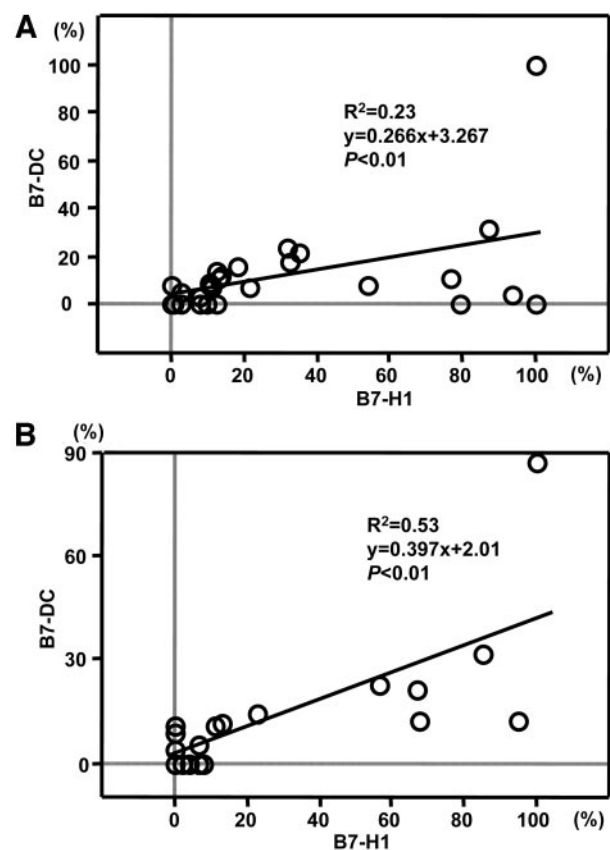 A
(%)
100
80
60
40
20
0
B7-DC
R²=0.23
y=0.266x+3.267
P<0.01
0 20 40 60 80 100 (%)
B7-H1
B
(%)
90
60
30
0
B7-DC
R²=0.53
y=0.397x+2.01
P<0.01
0 20 40 60 80 100 (%)
B7-H1